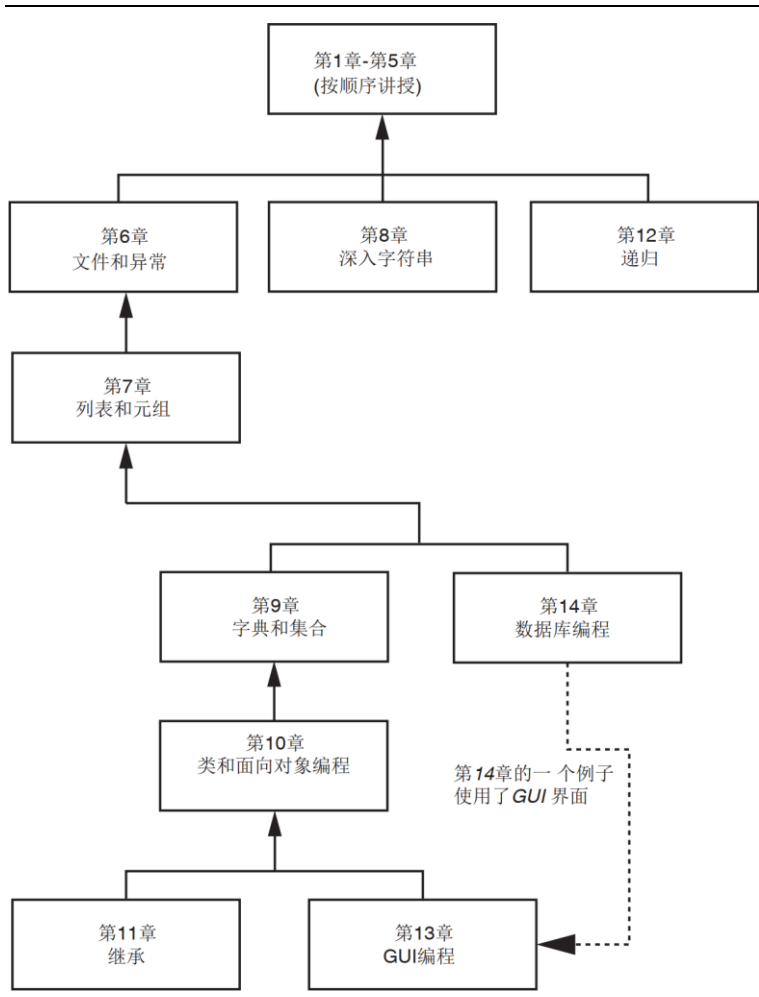 第1章-第5章
(按顺序讲授)
第6章
文件和异常
第8章
深入字符串
第12章
递归
第7章
列表和元组
第9章
字典和集合
第14章
数据库编程
第10章
类和面向对象编程
第14章的一 个例子
使用了GUI 界面
第11章
继承
第13章
GUI编程